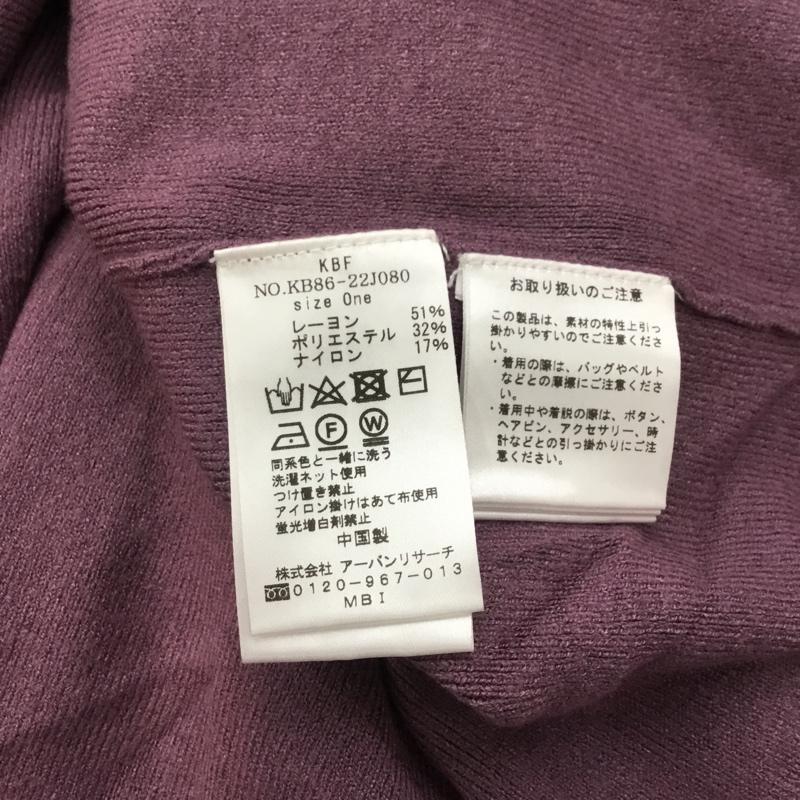 KBF
NO.KB86-22J080
size One
レーヨン 51%
ポリエステル 32%
ナイロン 17%
F
W
同系色と一緒に洗う
洗濯ネット使用
つけ置き禁止
アイロン掛けはあて布使用
蛍光増白剤禁止
中国製
株式会社 アーバンリサーチ
0120-967-013
MBI
お取り扱いのご注意
この製品は、素材の特性上引っ
掛かりやすいのでご注意くださ
い。
・着用の際は、バッグやベルト
などとの摩擦にご注意くださ
い。
・着用中や着脱の際は、ボタン、
ヘアピン、アクセサリー、時
計などとの引っ掛かりにご注
意ください。